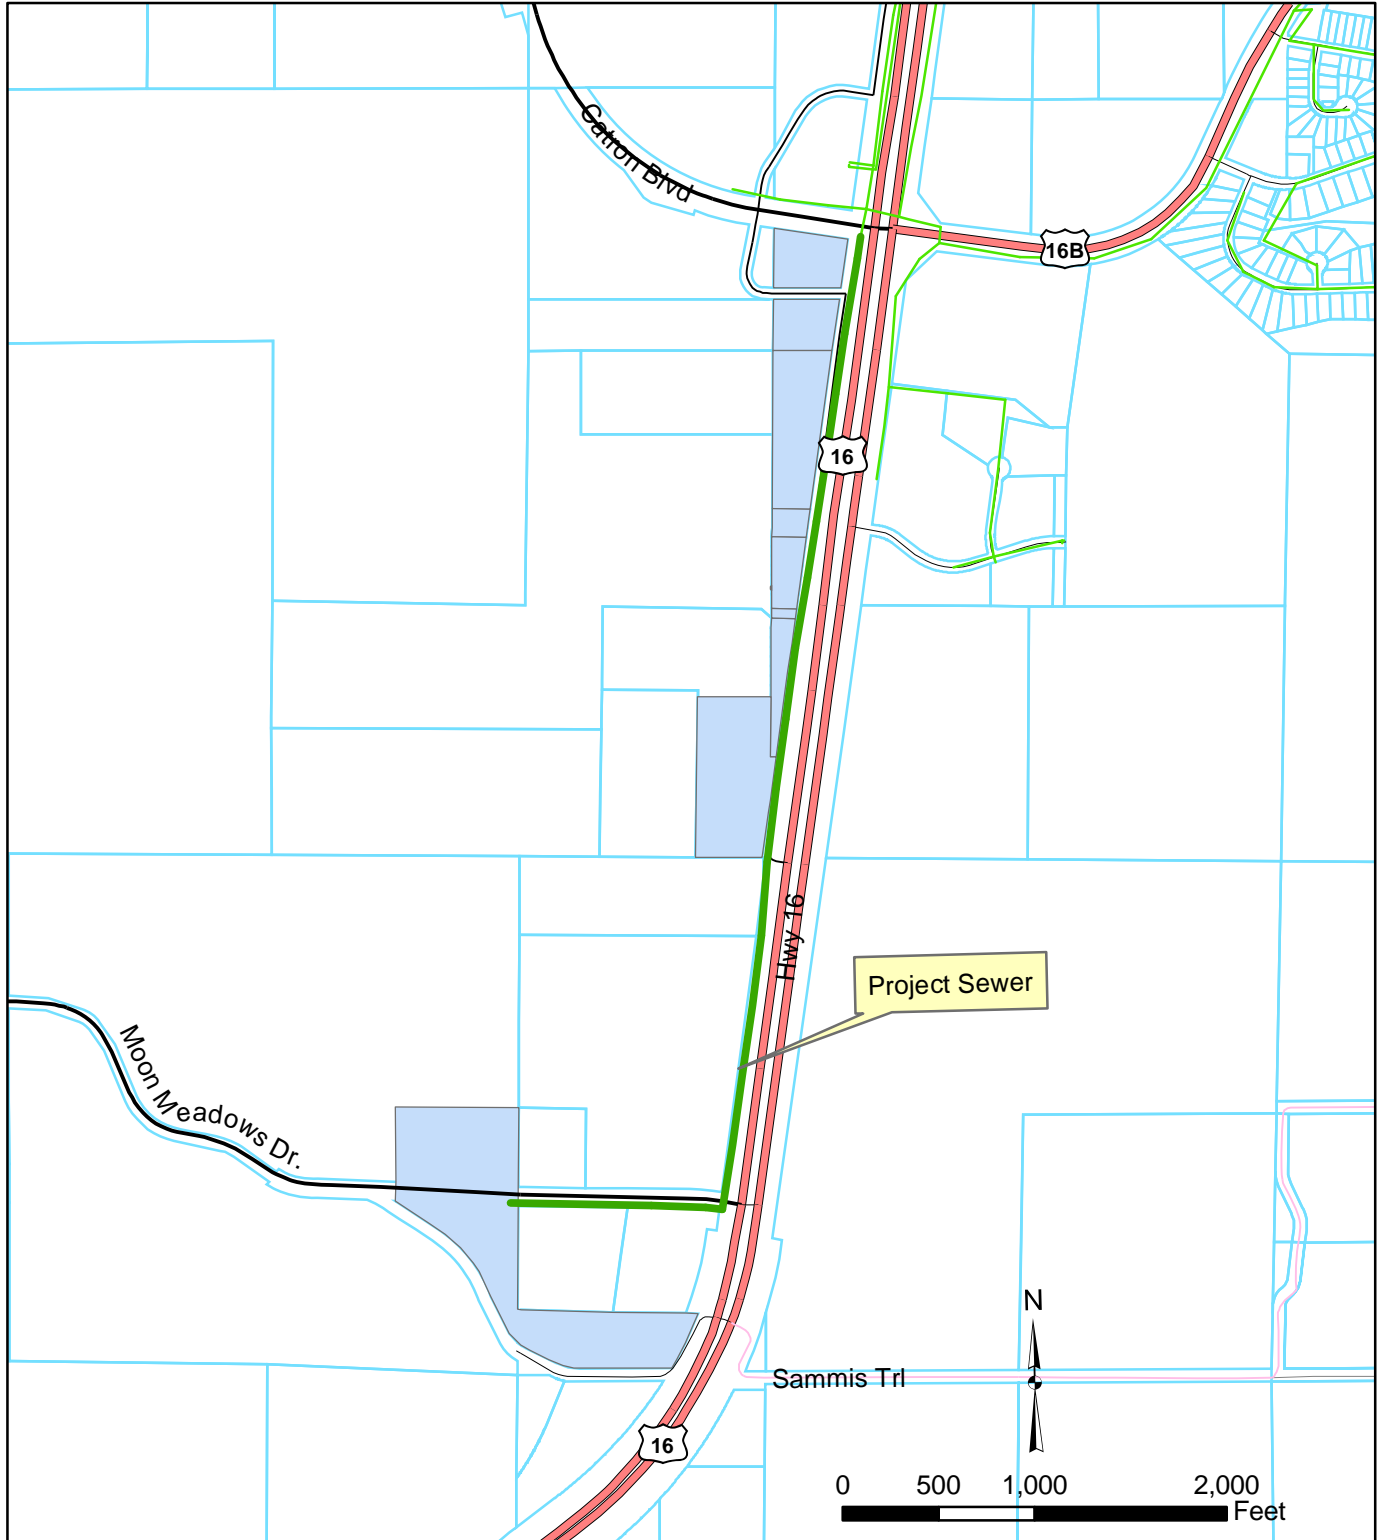 Catron Blvd
16B
16
Hwy 16
Project Sewer
Moon Meadows Dr.
N
Sammis Trl
16
0 500 1,000 2,000
Feet